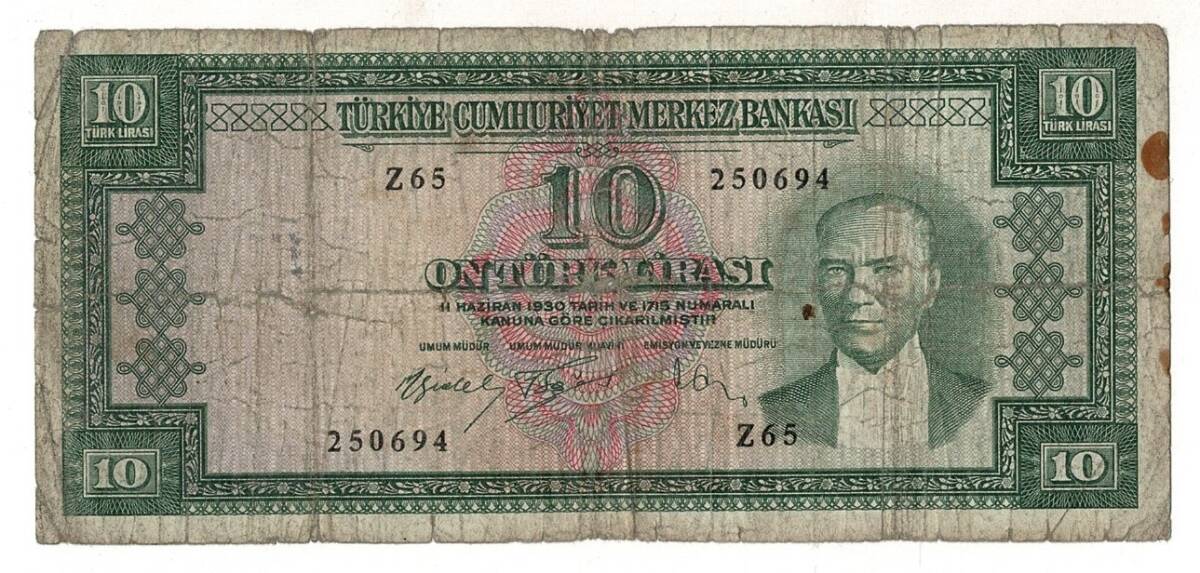 10 TÜRK LİRASI
TÜRKİYE CUMHURİYET MERKEZ BANKASI
10 TÜRK LİRASI
Z65
250694
10
ON TÜRK LİRASI
11 HAZİRAN 1930 TARİH VE 1715 NUMARALI
KANUNA GÖRE ÇIKARILMIŞTIR
UMUM MÜDÜR
UMUM MÜDÜR MUAVİNİ
EMİSYON VE VEZNE MÜDÜRÜ
250694
Z65
10
10